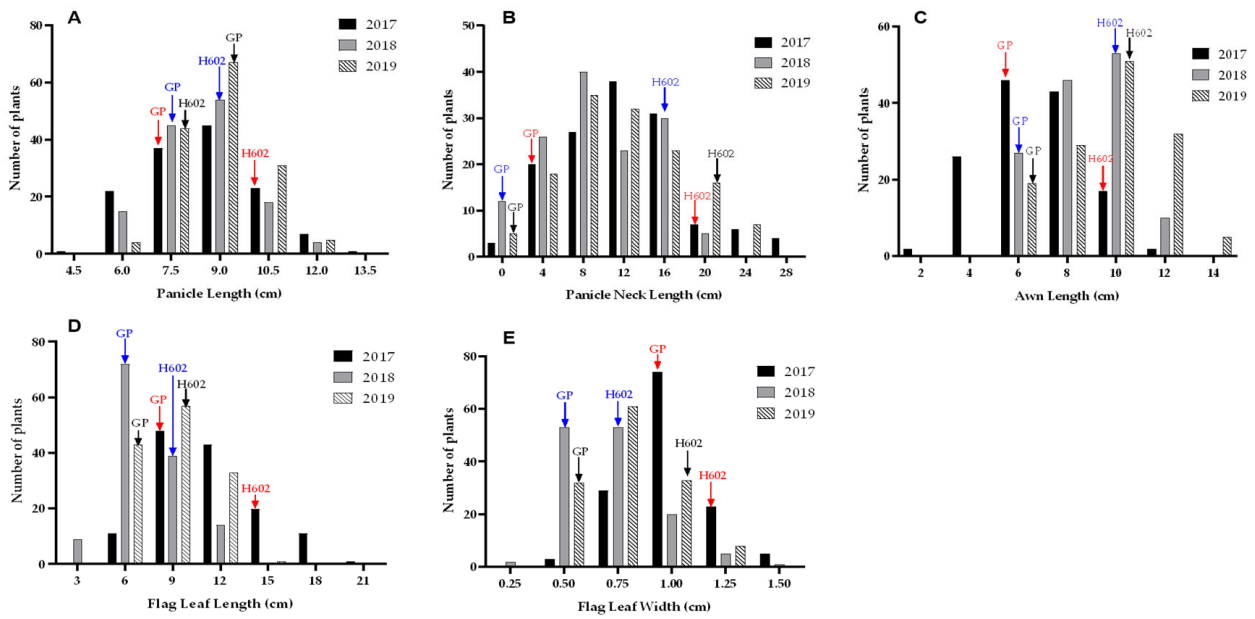 A
Number of plants
80
60
40
20
0
GP
GP
H602
H602
GP
H602
2017
2018
2019
4.5 6.0 7.5 9.0 10.5 12.0 13.5
Panicle Length (cm)
B
Number of plants
50
40
30
20
10
0
GP
GP
GP
H602
H602
H602
2017
2018
2019
0 4 8 12 16 20 24 28
Panicle Neck Length (cm)
C
Number of plants
60
40
20
0
GP
GP
GP
H602
H602
H602
2017
2018
2019
2 4 6 8 10 12 14
Awn Length (cm)
D
Number of plants
80
60
40
20
0
GP
GP
GP
H602
H602
H602
2017
2018
2019
3 6 9 12 15 18 21
Flag Leaf Length (cm)
E
Number of plants
80
60
40
20
0
GP
GP
H602
GP
H602
H602
2017
2018
2019
0.25 0.50 0.75 1.00 1.25 1.50
Flag Leaf Width (cm)